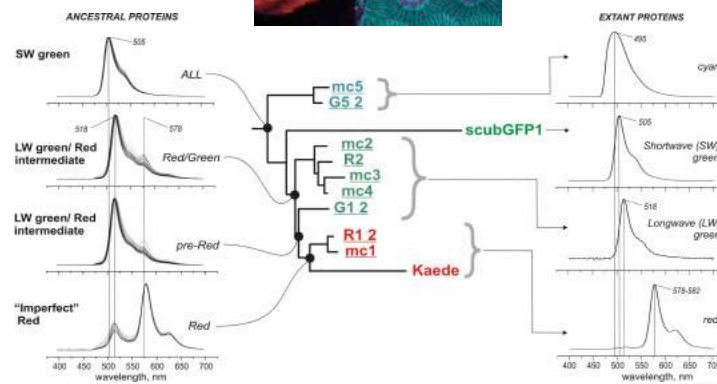 ANCESTRAL PROTEINS
SW green
505
ALL
518
578
LW green/ Red
intermediate
Red/Green
LW green/ Red
intermediate
pre-Red
"Imperfect"
Red
Red
400 450 500 550 600 650 700
wavelength, nm
mc5
G5 2
scubGFP1
mc2
R2
mc3
mc4
G1 2
R1 2
mc1
Kaede
EXTANT PROTEINS
495
cyan
505
Shortwave (SW)
green
518
Longwave (LW)
green
578-582
red
400 450 500 550 600 650 700
wavelength, nm